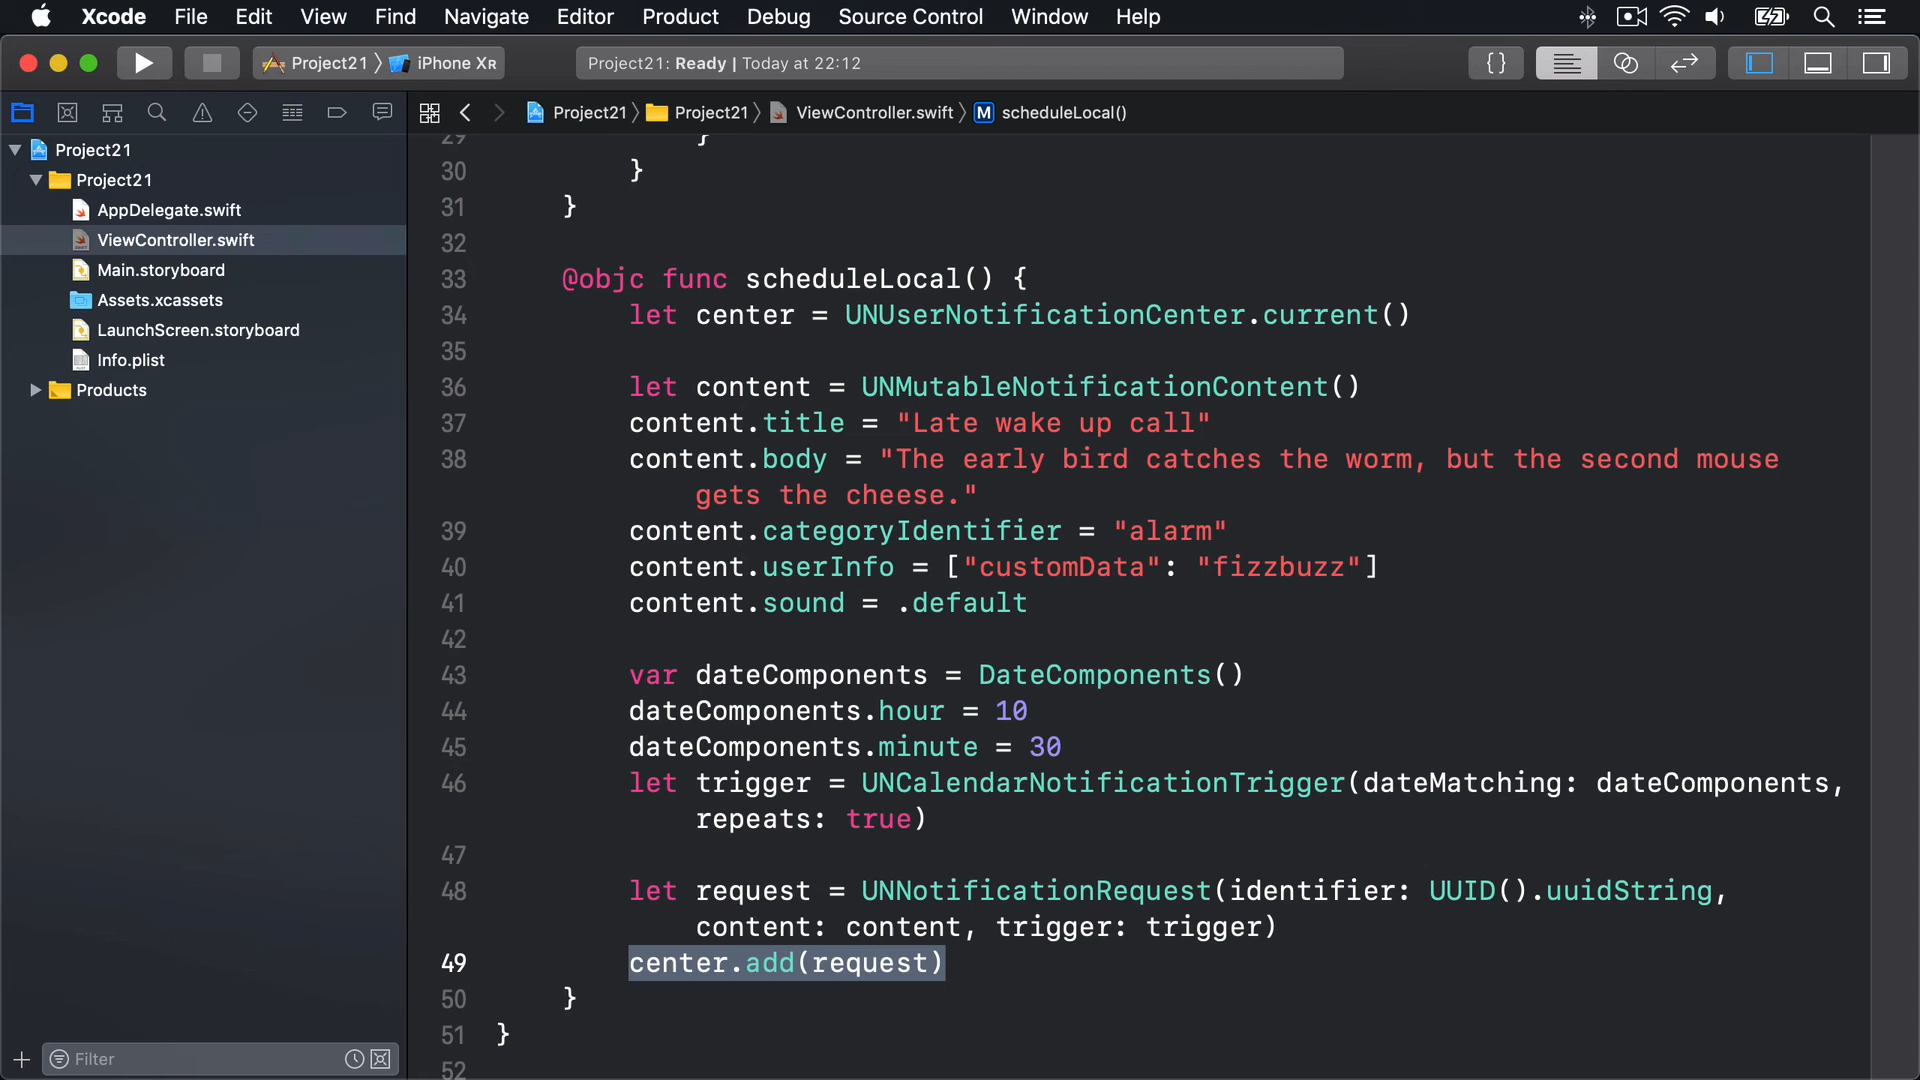 Xcode File Edit View Find Navigate Editor Product Debug Source Control Window Help
Project21 〉 iPhone XR
Project21: Ready | Today at 22:12
{}
Project21 〉 Project21 〉 ViewController.swift 〉 M scheduleLocal()
Project21
Project21
AppDelegate.swift
ViewController.swift
Main.storyboard
Assets.xcassets
LaunchScreen.storyboard
Info.plist
Products
Filter
29 }
30 }
31 }
32
33 @objc func scheduleLocal() {
34 let center = UNUserNotificationCenter.current()
35
36 let content = UNMutableNotificationContent()
37 content.title = "Late wake up call"
38 content.body = "The early bird catches the worm, but the second mouse
gets the cheese."
39 content.categoryIdentifier = "alarm"
40 content.userInfo = ["customData": "fizzbuzz"]
41 content.sound = .default
42
43 var dateComponents = DateComponents()
44 dateComponents.hour = 10
45 dateComponents.minute = 30
46 let trigger = UNCalendarNotificationTrigger(dateMatching: dateComponents,
repeats: true)
47
48 let request = UNNotificationRequest(identifier: UUID().uuidString,
content: content, trigger: trigger)
49 center.add(request)
50 }
51 }
52